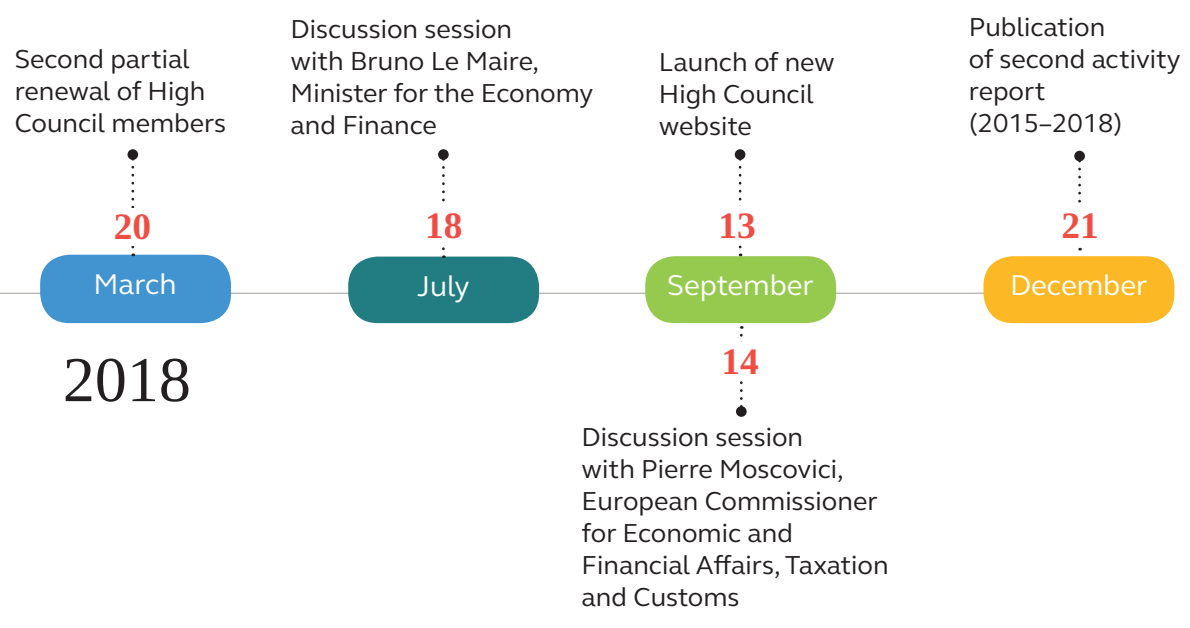 Second partial
renewal of High
Council members
20
March
2018
Discussion session
with Bruno Le Maire,
Minister for the Economy
and Finance
18
July
Launch of new
High Council
website
13
September
14
Discussion session
with Pierre Moscovici,
European Commissioner
for Economic and
Financial Affairs, Taxation
and Customs
Publication
of second activity
report
(2015–2018)
21
December